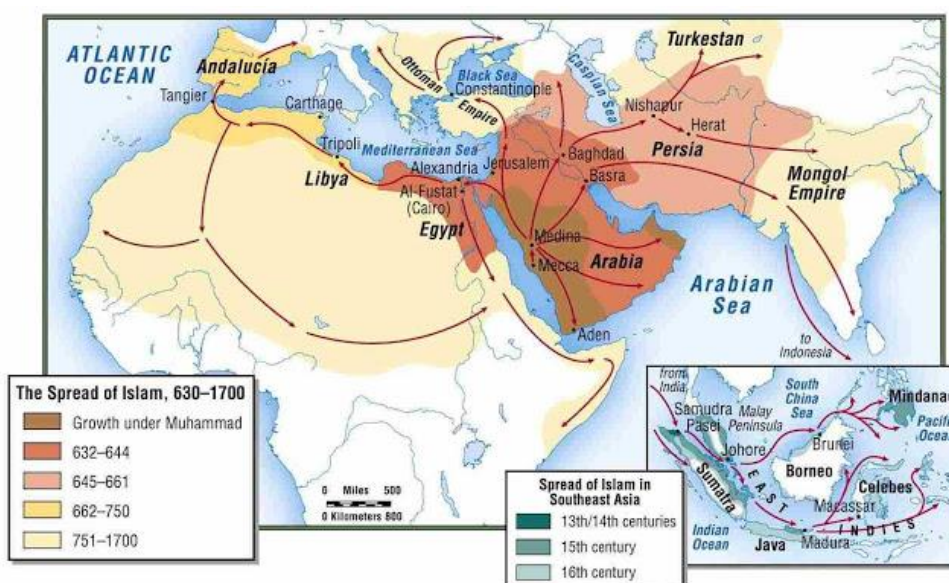 ATLANTIC
OCEAN
Andalucía
Tangier
Carthage
Tripoli
Libya
Mediterranean Sea
Alexandria
Al-Fustat
(Cairo)
Egypt
Ottoman
Empire
Black Sea
Constantinople
Caspian Sea
Turkestan
Nishapur
Herat
Persia
Jerusalem
Baghdad
Basra
Mongol
Empire
Medina
Mecca
Arabia
Aden
Arabian
Sea
to
Indonesia
The Spread of Islam, 630–1700
Growth under Muhammad
632–644
645–661
662–750
751–1700
0 Miles 500
0 Kilometers 800
Spread of Islam in
Southeast Asia
13th/14th centuries
15th century
16th century
from
India
Samudra
Pasei
Malay
Peninsula
South
China
Sea
Mindanao
Pacific
Ocean
Johore
Brunei
Sumatra
Borneo
Celebes
EAST
INDIES
Macassar
Indian
Ocean
Java
Madura